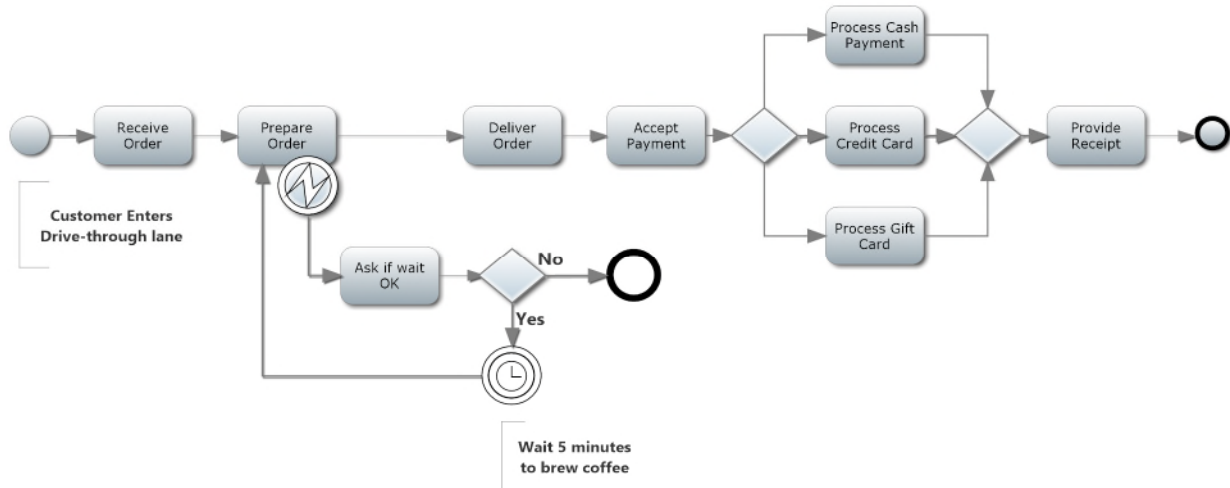 Process Cash
Payment
Receive
Order
Prepare
Order
Deliver
Order
Accept
Payment
Process
Credit Card
Provide
Receipt
Customer Enters
Drive-through lane
Process Gift
Card
Ask if wait
OK
No
Yes
Wait 5 minutes
to brew coffee